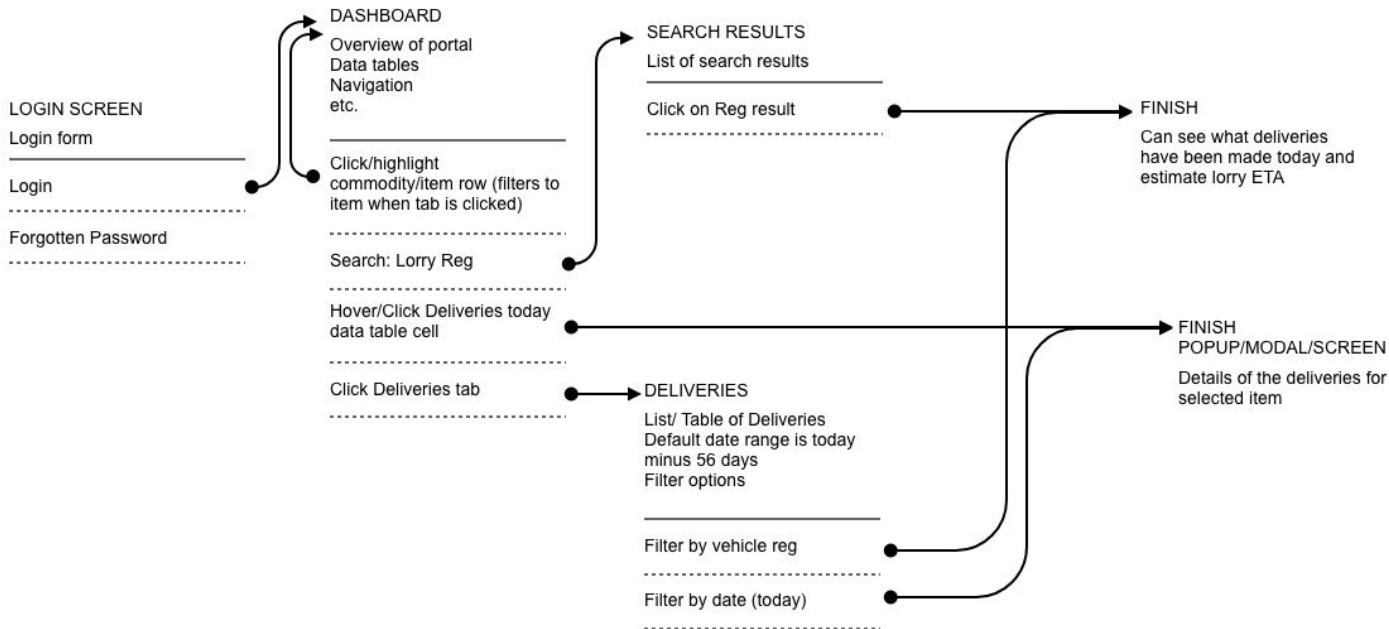 LOGIN SCREEN
Login form
Login
Forgotten Password
DASHBOARD
Overview of portal
Data tables
Navigation
etc.
Click/highlight
commodity/item row (filters to
item when tab is clicked)
Search: Lorry Reg
Hover/Click Deliveries today
data table cell
Click Deliveries tab
SEARCH RESULTS
List of search results
Click on Reg result
DELIVERIES
List/ Table of Deliveries
Default date range is today
minus 56 days
Filter options
Filter by vehicle reg
Filter by date (today)
FINISH
Can see what deliveries
have been made today and
estimate lorry ETA
FINISH
POPUP/MODAL/SCREEN
Details of the deliveries for
selected item